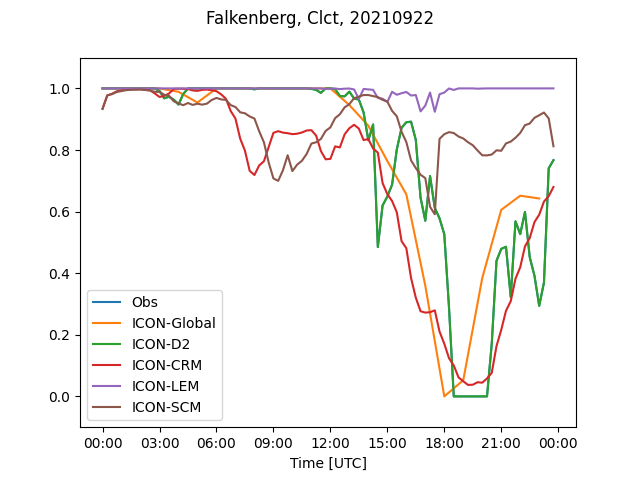 Falkenberg, Clct, 20210922
1.0
0.8
0.6
0.4
0.2
0.0
Obs
ICON-Global
ICON-D2
ICON-CRM
ICON-LEM
ICON-SCM
00:00 03:00 06:00 09:00 12:00 15:00 18:00 21:00 00:00
Time [UTC]